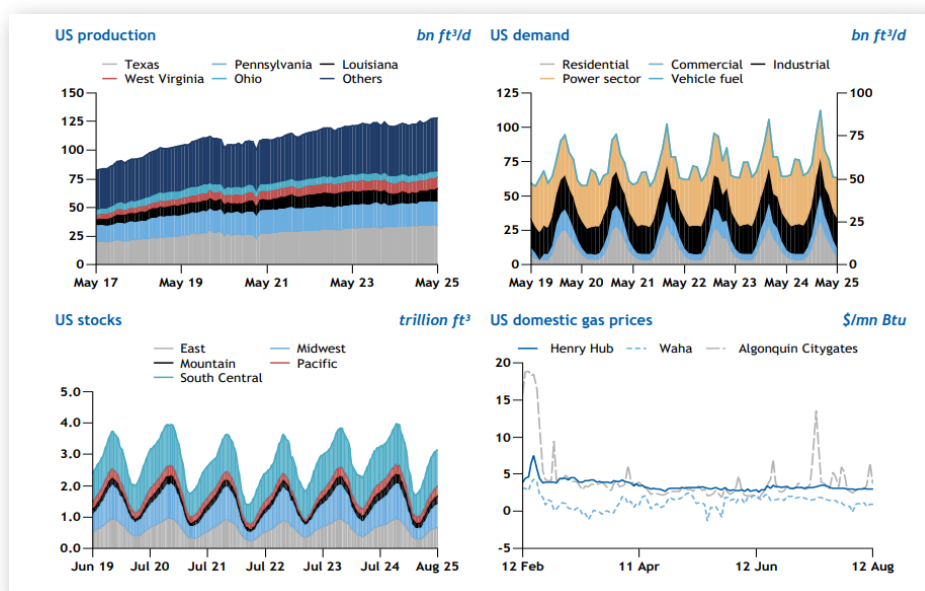 US production bn ft³/d
Texas Pennsylvania Louisiana
West Virginia Ohio Others
150
125
100
75
50
25
0
May 17 May 19 May 21 May 23 May 25
US demand bn ft³/d
Residential Commercial Industrial
Power sector Vehicle fuel
125 100
100 75
75 50
50 25
25
0 0
May 19 May 20 May 21 May 22 May 23 May 24 May 25
US stocks trillion ft³
East Midwest
Mountain Pacific
South Central
5.0
4.0
3.0
2.0
1.0
0.0
Jun 19 Jul 20 Jul 21 Jul 22 Jul 23 Jul 24 Aug 25
US domestic gas prices $/mn Btu
Henry Hub Waha Algonquin Citygates
20
15
10
5
0
-5
12 Feb 11 Apr 12 Jun 12 Aug